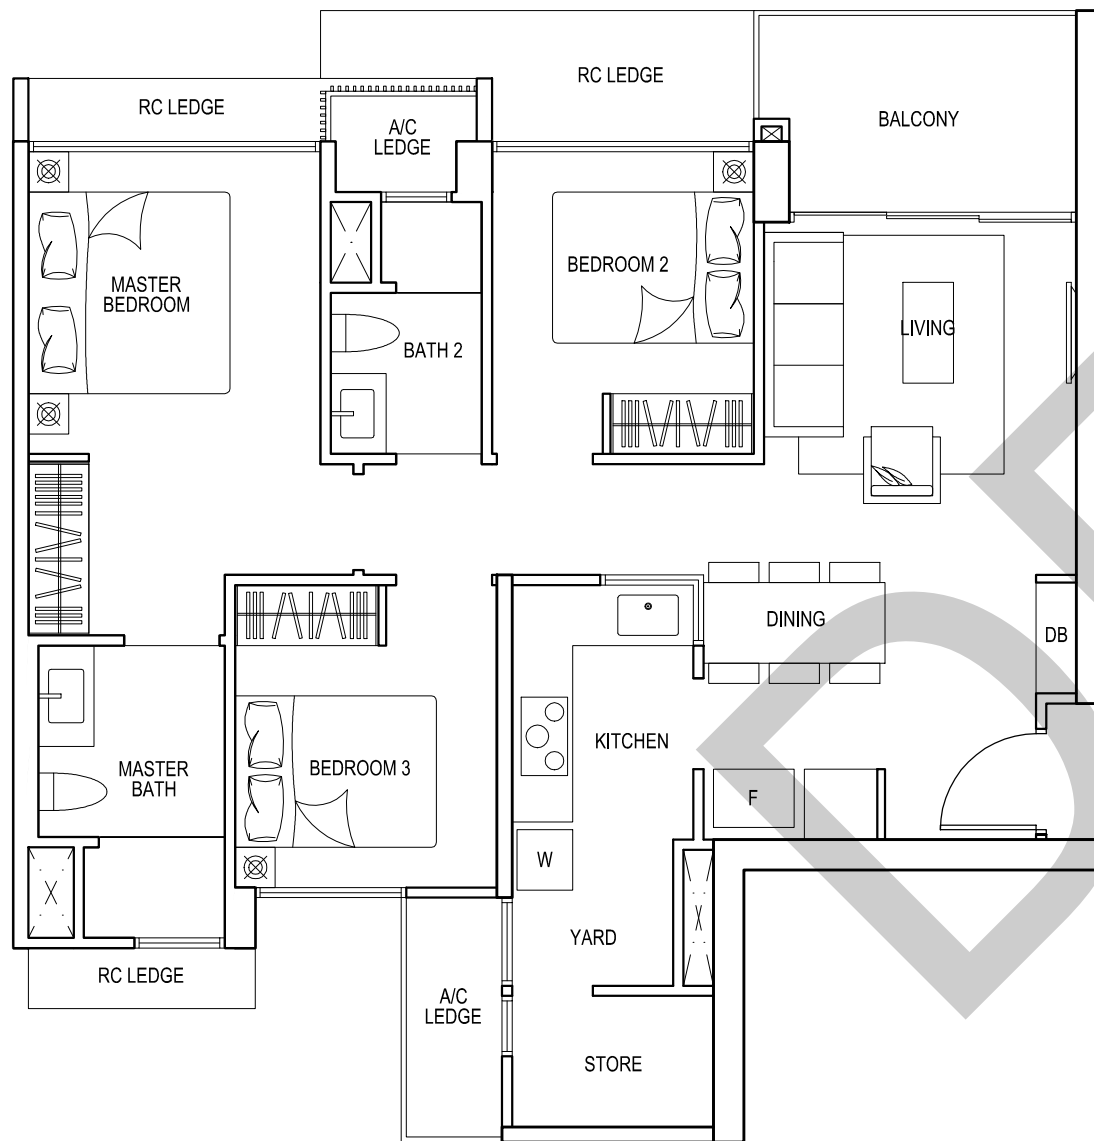 RC LEDGE
RC LEDGE
A/C
LEDGE
BALCONY
MASTER
BEDROOM
BEDROOM 2
BATH 2
LIVING
DINING
DB
KITCHEN
MASTER
BATH
BEDROOM 3
F
W
YARD
RC LEDGE
A/C
LEDGE
STORE